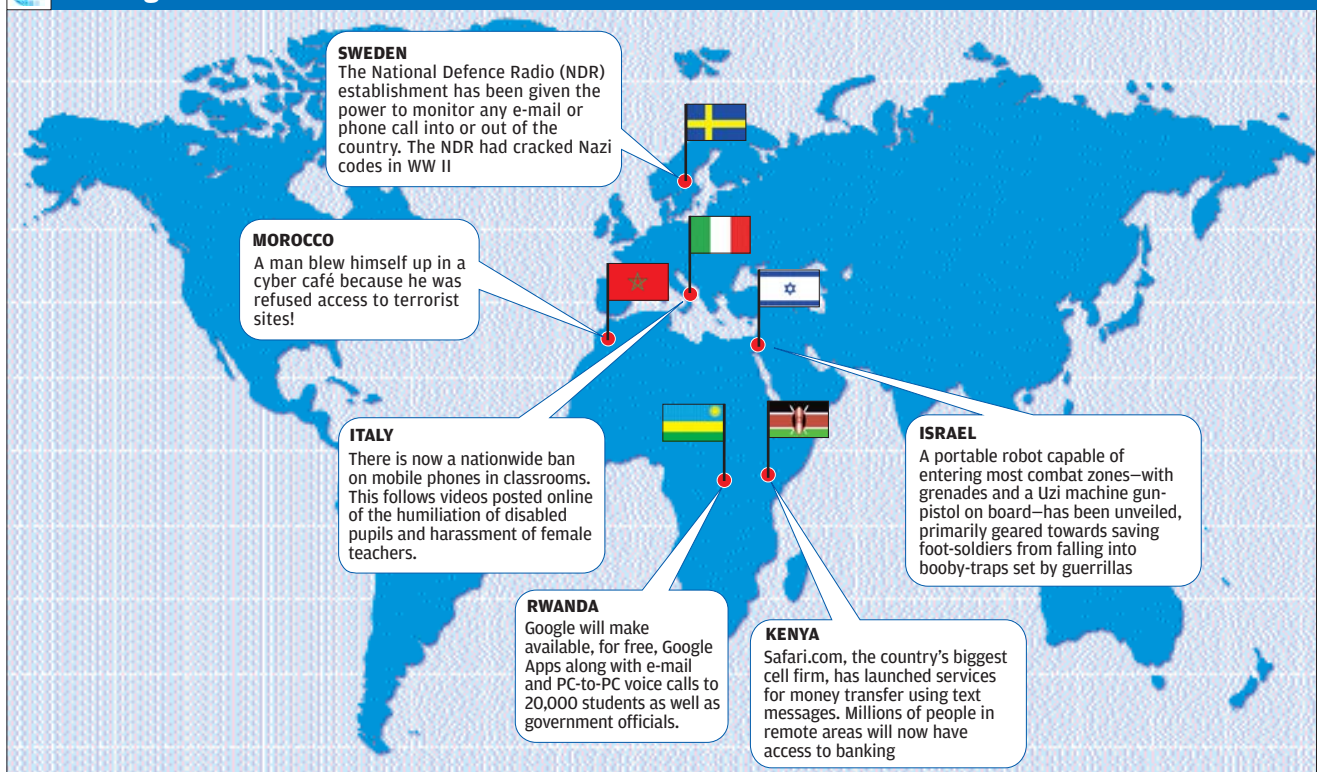 SWEDEN
The National Defence Radio (NDR)
establishment has been given the
power to monitor any e-mail or
phone call into or out of the
country. The NDR had cracked Nazi
codes in WW II
MOROCCO
A man blew himself up in a
cyber café because he was
refused access to terrorist
sites!
ITALY
There is now a nationwide ban
on mobile phones in classrooms.
This follows videos posted online
of the humiliation of disabled
pupils and harassment of female
teachers.
ISRAEL
A portable robot capable of
entering most combat zones—with
grenades and a Uzi machine gun-
pistol on board—has been unveiled,
primarily geared towards saving
foot-soldiers from falling into
booby-traps set by guerrillas
RWANDA
Google will make
available, for free, Google
Apps along with e-mail
and PC-to-PC voice calls to
20,000 students as well as
government officials.
KENYA
Safari.com, the country's biggest
cell firm, has launched services
for money transfer using text
messages. Millions of people in
remote areas will now have
access to banking